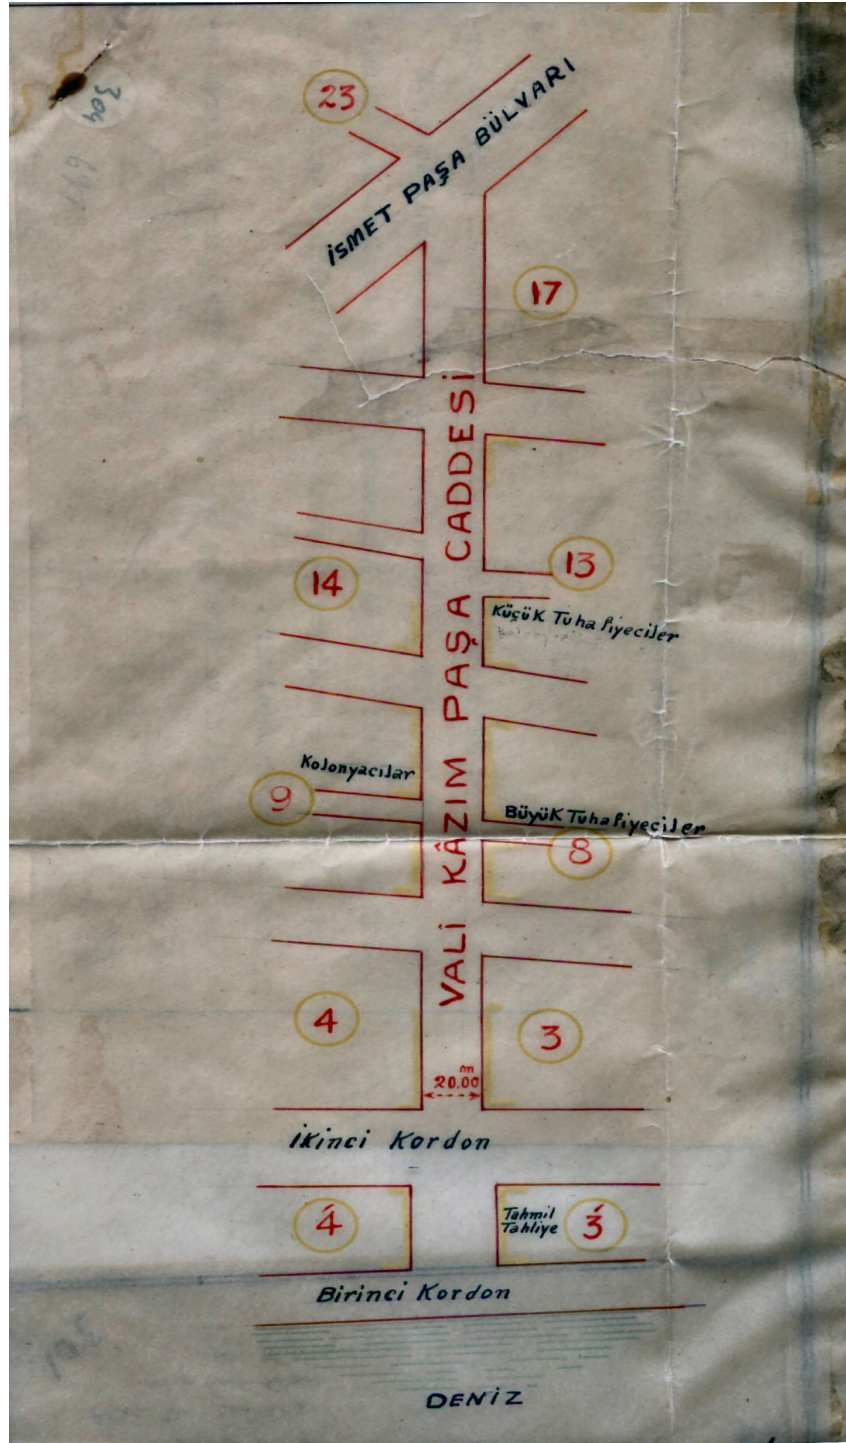 23
İSMET PAŞA BÜLVARI
17
VALİ KÂZIM PAŞA CADDESİ
13
14
Küçük Tuhafiyeciler
Kolonyacılar
9
Büyük Tuhafiyeciler
8
4
3
m
20.00
İkinci Kordon
4́
Tahmil
Tahliye
3́
Birinci Kordon
DENİZ